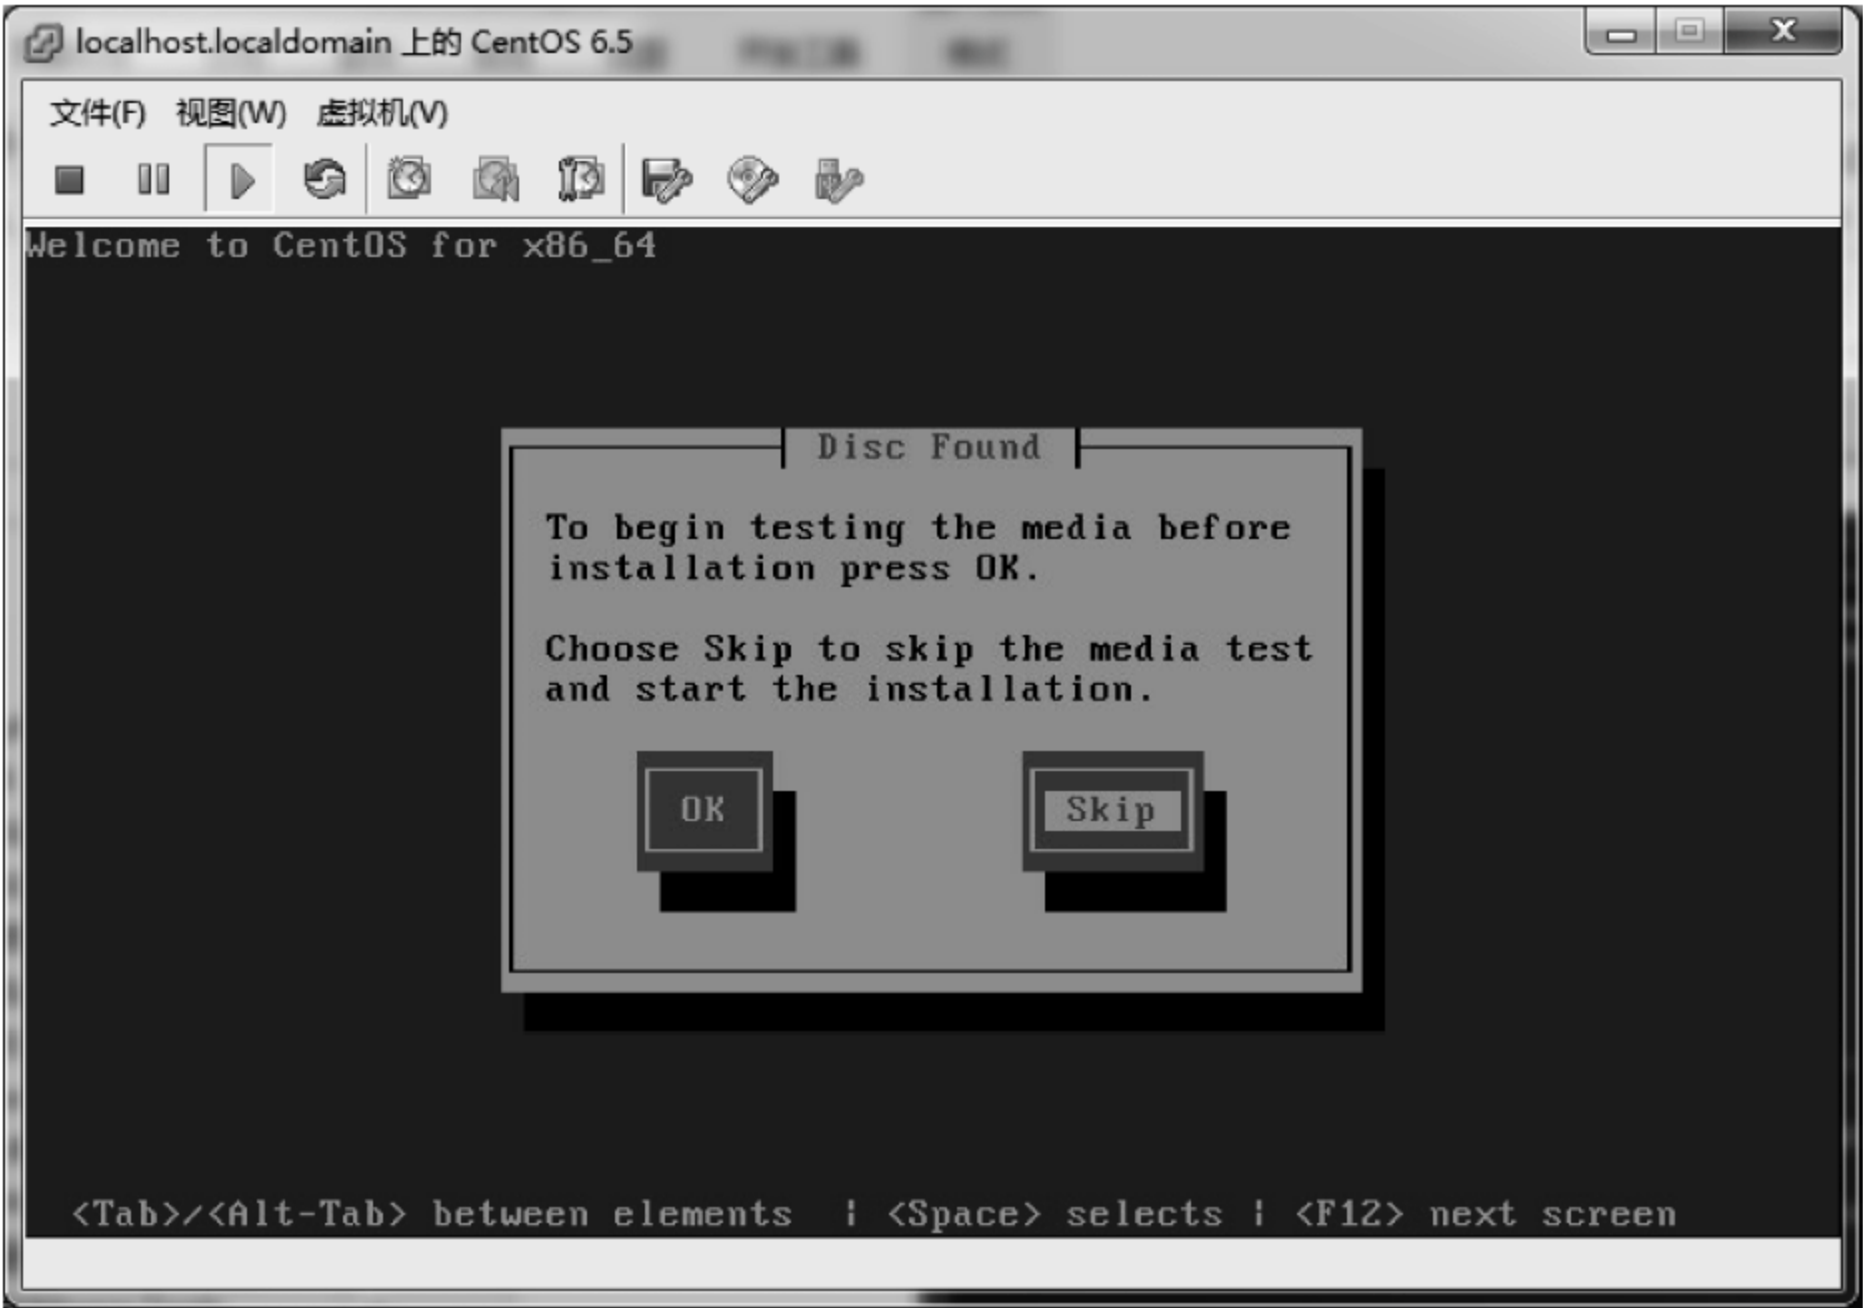 localhost.localdomain 上的 CentOS 6.5
文件(F) 视图(W) 虚拟机(V)
Welcome to CentOS for x86_64
Disc Found
To begin testing the media before
installation press OK.
Choose Skip to skip the media test
and start the installation.
OK Skip
<Tab>/<Alt-Tab> between elements | <Space> selects | <F12> next screen